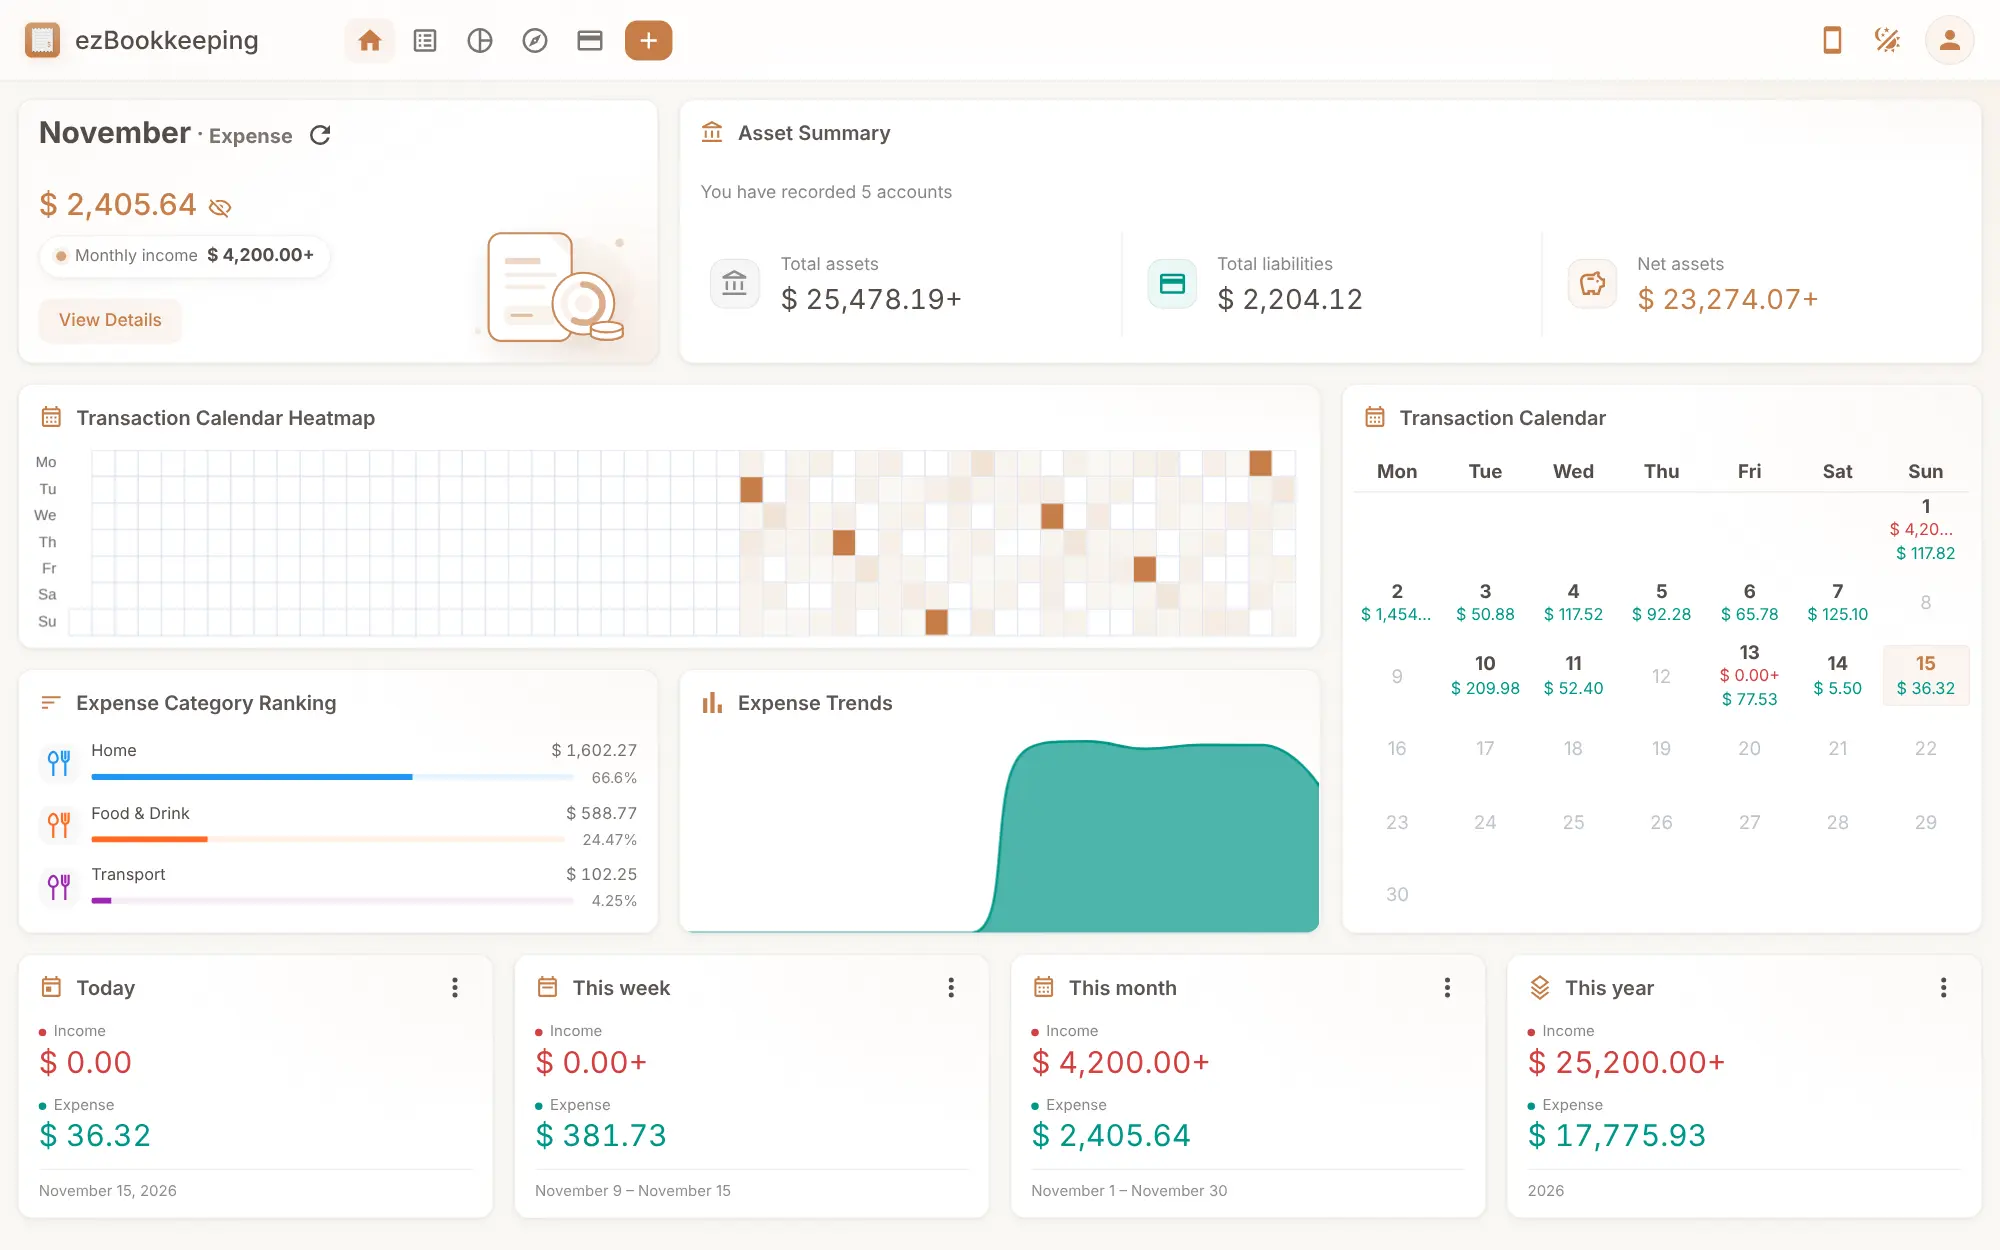 ezBookkeeping
November · Expense
$ 2,405.64
Monthly income $ 4,200.00+
View Details
Asset Summary
You have recorded 5 accounts
Total assets
$ 25,478.19+
Total liabilities
$ 2,204.12
Net assets
$ 23,274.07+
Transaction Calendar Heatmap
Mo
Tu
We
Th
Fr
Sa
Su
Transaction Calendar
Mon Tue Wed Thu Fri Sat Sun
1
$ 4,20...
$ 117.82
2 3 4 5 6 7 8
$ 1,454... $ 50.88 $ 117.52 $ 92.28 $ 65.78 $ 125.10
9 10 11 12 13 14 15
$ 0.00+
$ 209.98 $ 52.40 $ 77.53 $ 5.50 $ 36.32
16 17 18 19 20 21 22
23 24 25 26 27 28 29
30
Expense Category Ranking
Home $ 1,602.27
66.6%
Food & Drink $ 588.77
24.47%
Transport $ 102.25
4.25%
Expense Trends
Today
Income
$ 0.00
Expense
$ 36.32
November 15, 2026
This week
Income
$ 0.00+
Expense
$ 381.73
November 9 – November 15
This month
Income
$ 4,200.00+
Expense
$ 2,405.64
November 1 – November 30
This year
Income
$ 25,200.00+
Expense
$ 17,775.93
2026